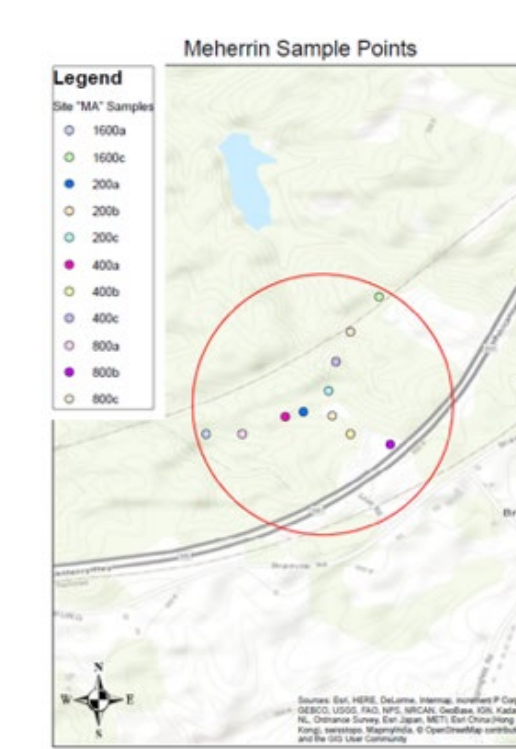 Meherrin Sample Points
Legend
Site "MA" Samples
1600a
1600c
200a
200b
200c
400a
400b
400c
800a
800b
800c
N
W
E
S
Sources: Esri, HERE, DeLorme, Intermap, increment P Corp
GEBCO, USGS, FAO, NPS, NRCAN, GeoBase, IGN, Kada
NL, Ordnance Survey, Esri Japan, METI, Esri China (Hong
Kong), swisstopo, MapmyIndia, © OpenStreetMap contribut
and the GIS User Community